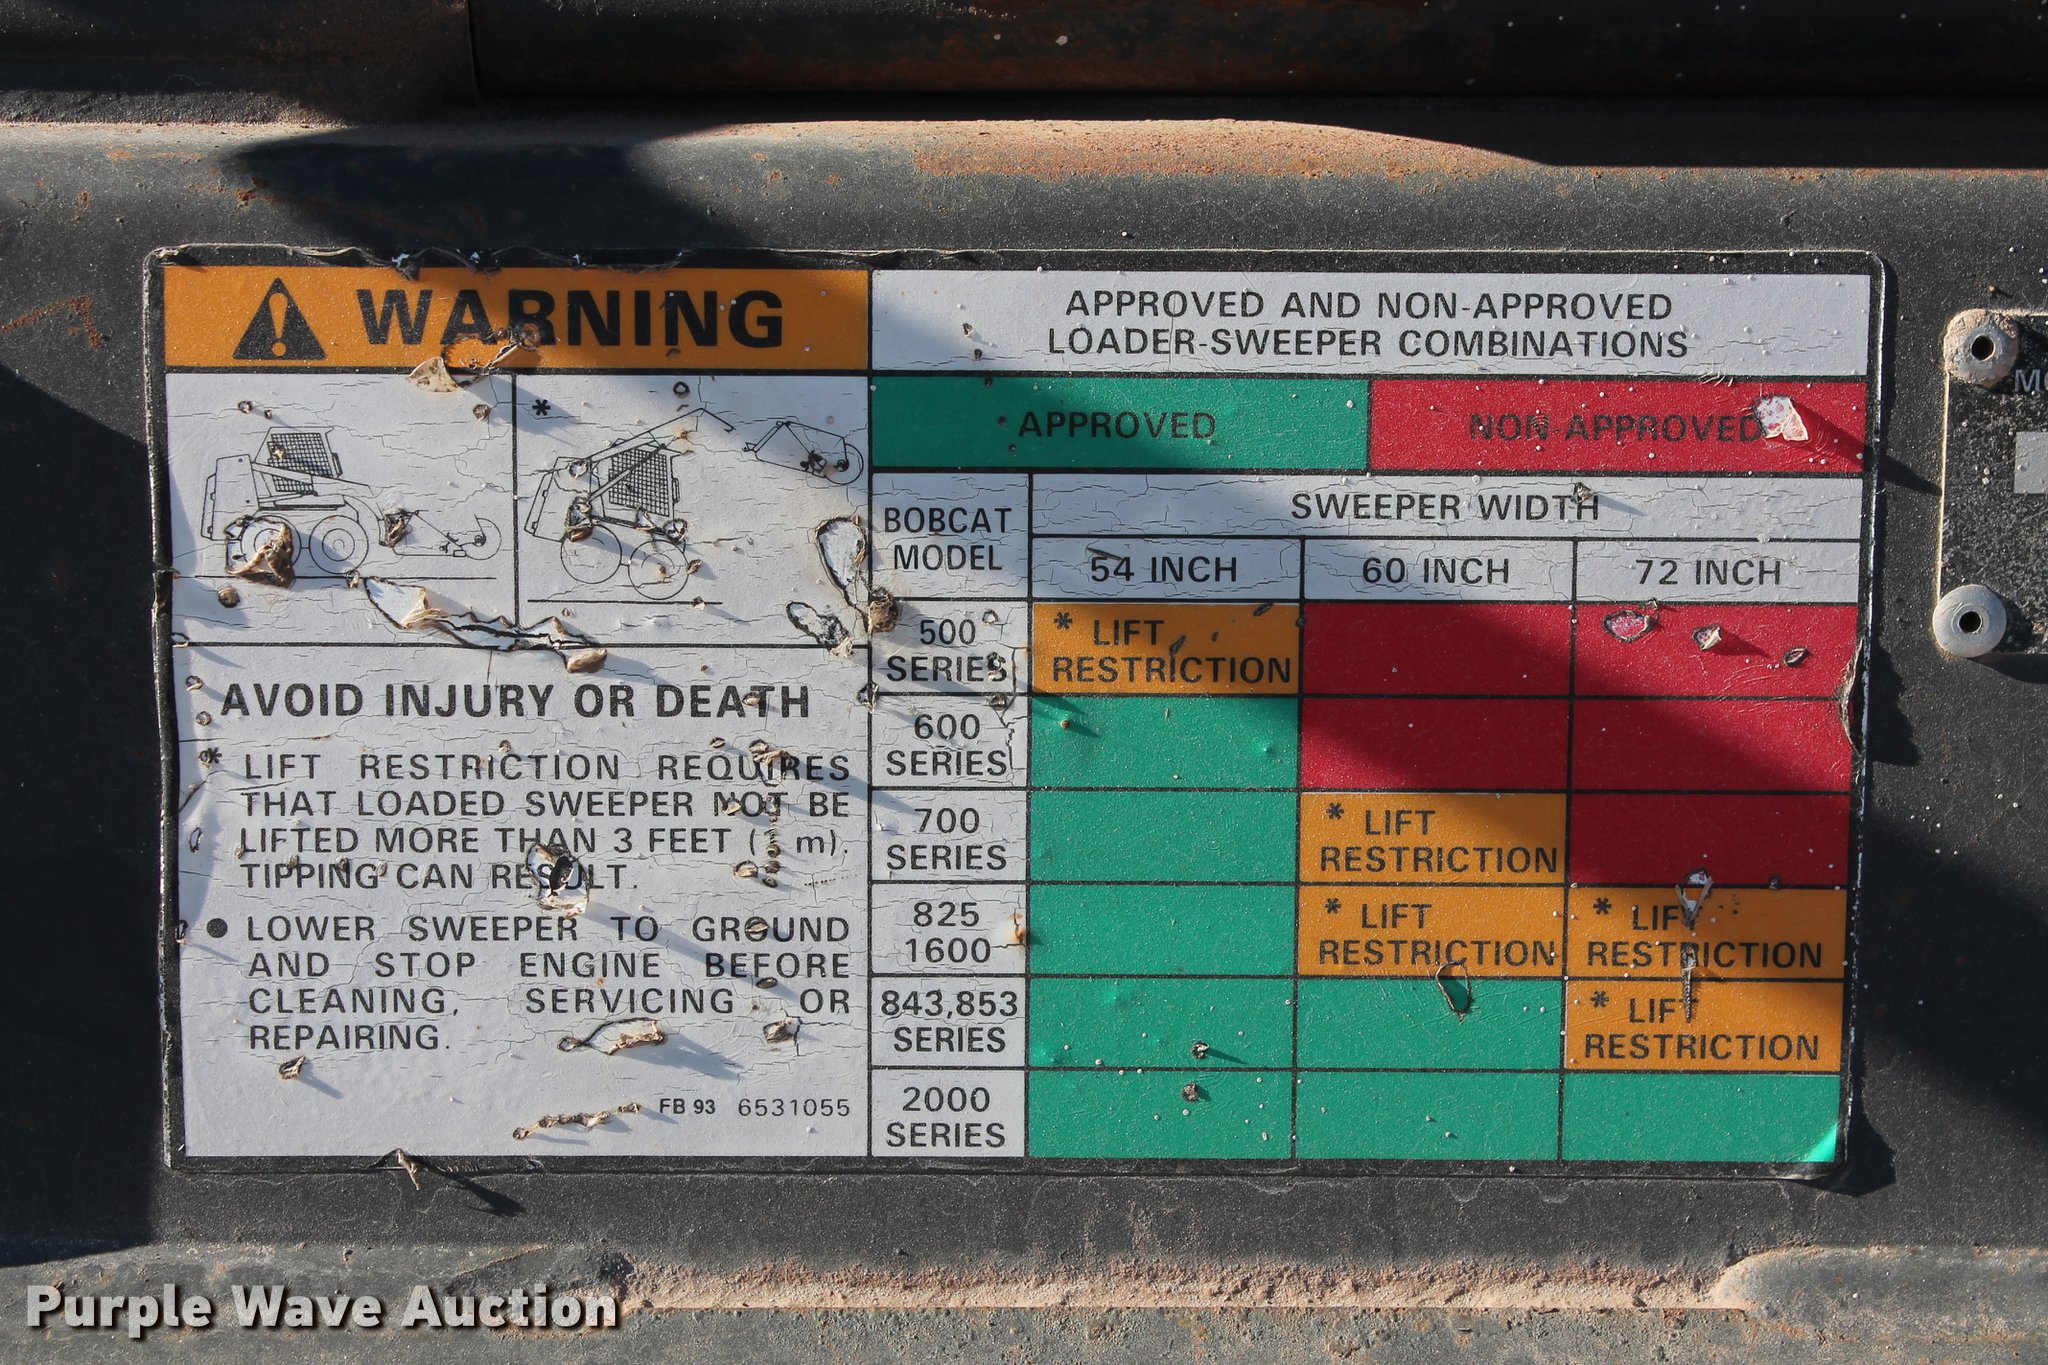 WARNING
*
AVOID INJURY OR DEATH
* LIFT RESTRICTION REQUIRES
THAT LOADED SWEEPER NOT BE
LIFTED MORE THAN 3 FEET (1 m).
TIPPING CAN RESULT.
● LOWER SWEEPER TO GROUND
AND STOP ENGINE BEFORE
CLEANING, SERVICING OR
REPAIRING.
FB 93 6531055
APPROVED AND NON-APPROVED
LOADER-SWEEPER COMBINATIONS
APPROVED
NON-APPROVED
BOBCAT
MODEL
SWEEPER WIDTH
54 INCH
60 INCH
72 INCH
500
SERIES
* LIFT
RESTRICTION
600
SERIES
700
SERIES
* LIFT
RESTRICTION
825
1600
* LIFT
RESTRICTION
* LIFT
RESTRICTION
843,853
SERIES
* LIFT
RESTRICTION
2000
SERIES
Purple Wave Auction